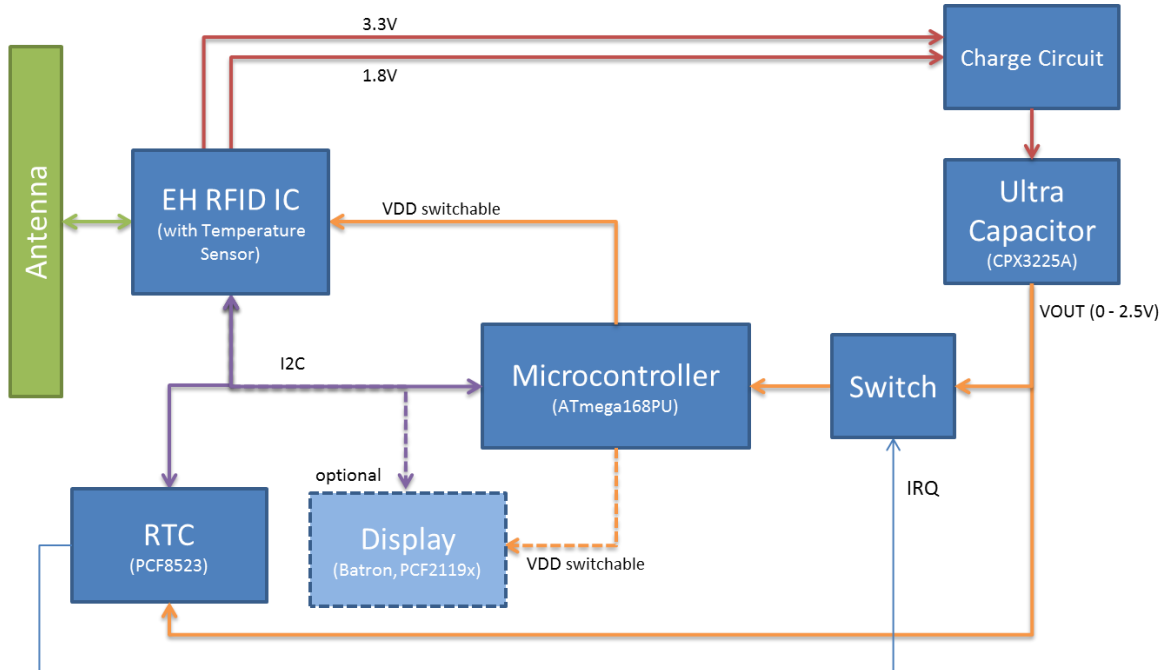 3.3V
1.8V
Charge Circuit
Antenna
EH RFID IC
(with Temperature
Sensor)
VDD switchable
Ultra
Capacitor
(CPX3225A)
VOUT (0 - 2.5V)
I2C
Microcontroller
(ATmega168PU)
Switch
optional
IRQ
RTC
(PCF8523)
Display
(Batron, PCF2119x)
VDD switchable